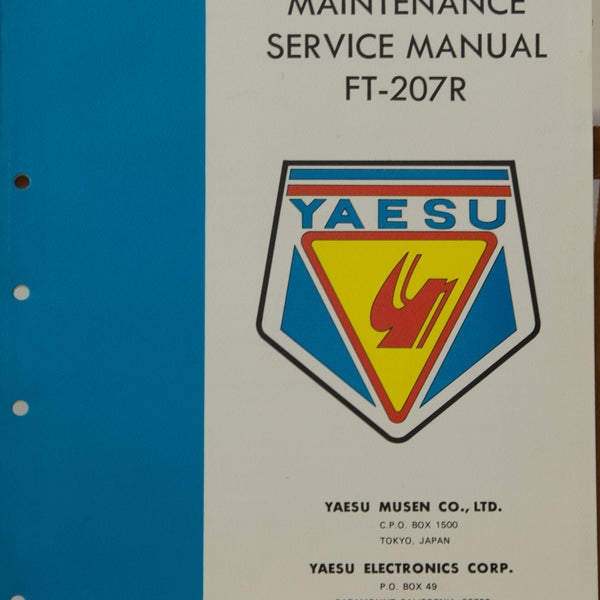 MAINTENANCE
SERVICE MANUAL
FT-207R
YAESU
YAESU MUSEN CO., LTD.
C.P.O. BOX 1500
TOKYO, JAPAN
YAESU ELECTRONICS CORP.
P.O. BOX 49